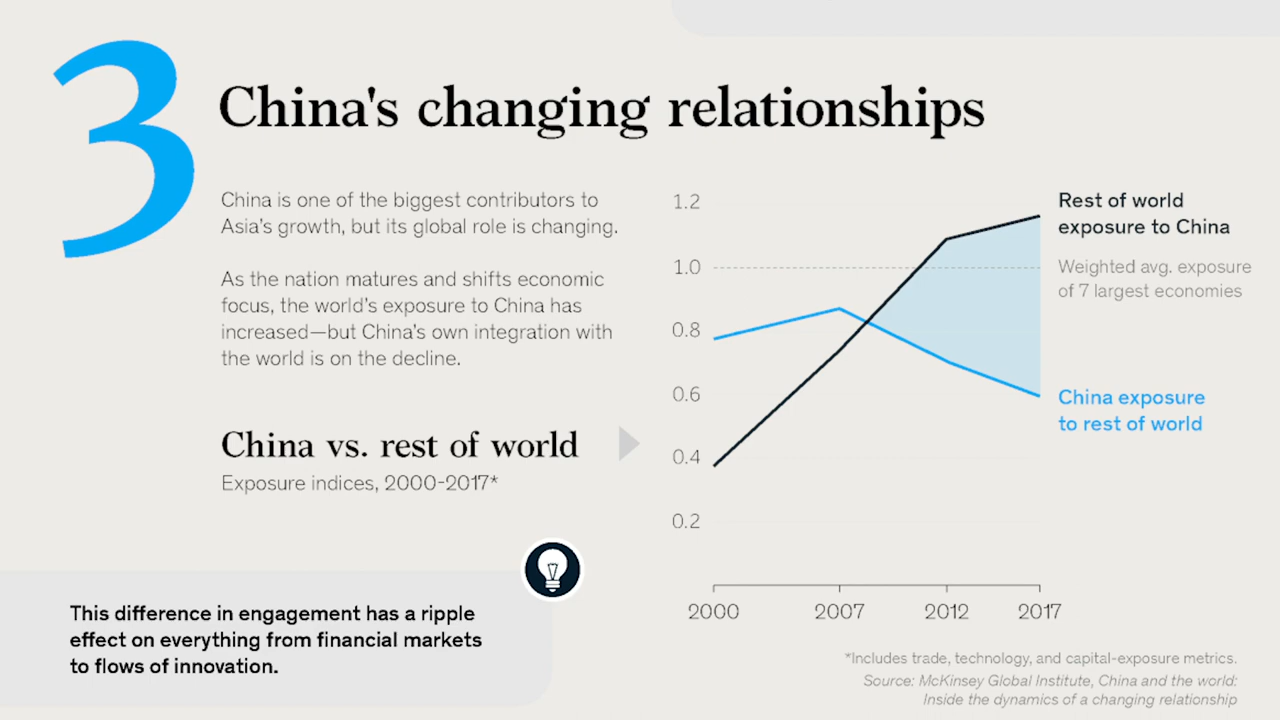 3
China's changing relationships
China is one of the biggest contributors to
Asia's growth, but its global role is changing.
As the nation matures and shifts economic
focus, the world's exposure to China has
increased—but China's own integration with
the world is on the decline.
China vs. rest of world
Exposure indices, 2000-2017*
This difference in engagement has a ripple
effect on everything from financial markets
to flows of innovation.
1.2
1.0
0.8
0.6
0.4
0.2
2000 2007 2012 2017
Rest of world
exposure to China
Weighted avg. exposure
of 7 largest economies
China exposure
to rest of world
*Includes trade, technology, and capital-exposure metrics.
Source: McKinsey Global Institute, China and the world:
Inside the dynamics of a changing relationship